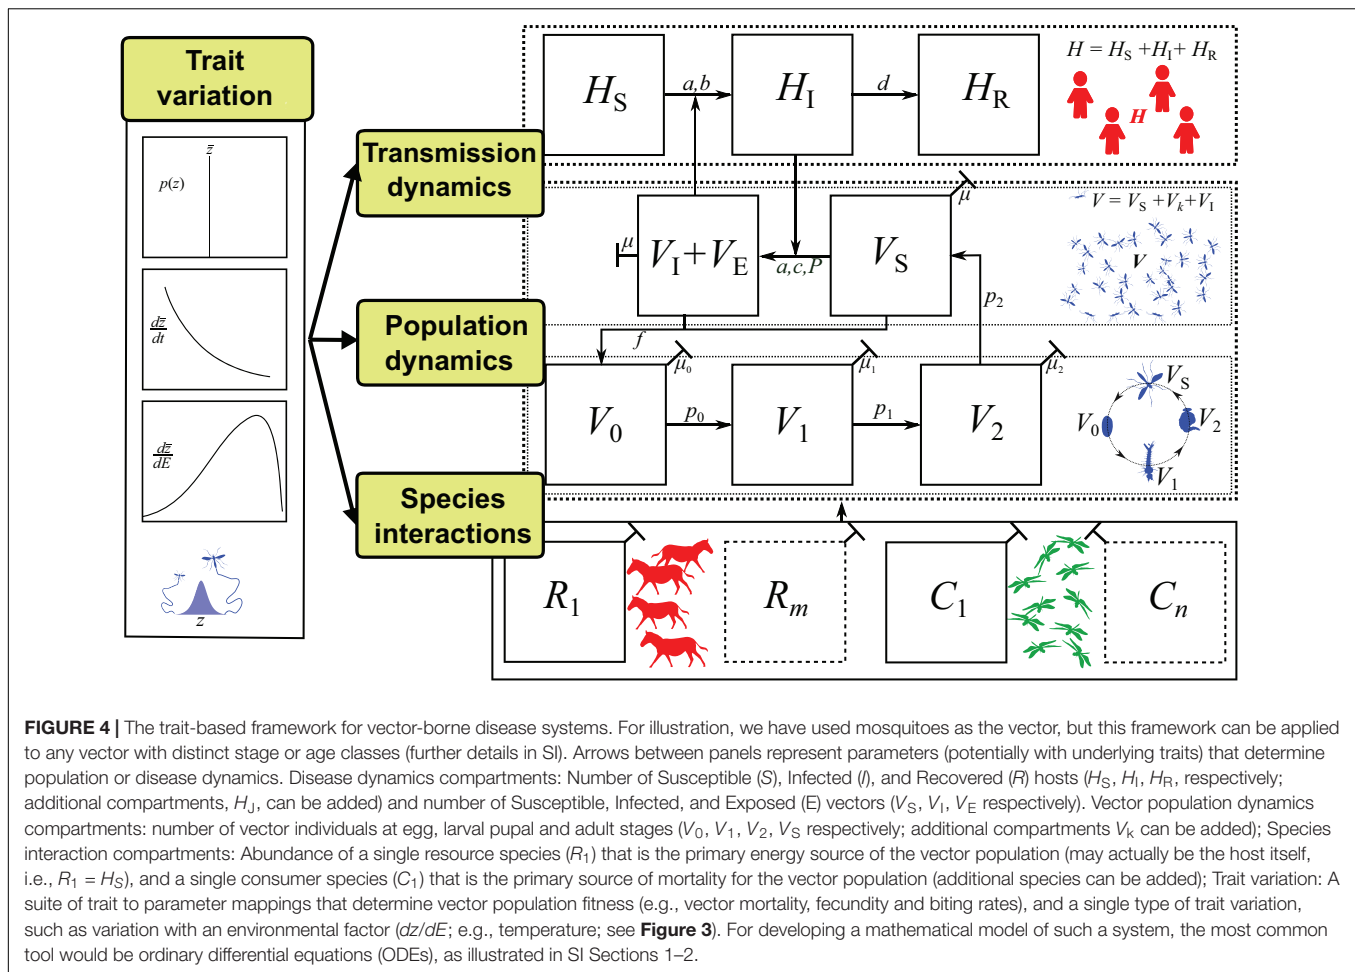 Trait
variation
z̄
p(z)
dz̄/dt
dz̄/dE
z
Transmission
dynamics
Population
dynamics
Species
interactions
H_S
a,b
H_I
d
H_R
H = H_S + H_I + H_R
H
μ
V_I + V_E
a,c,P
V_S
μ
V = V_S + V_k + V_I
V
f
p_2
V_0
μ_0
p_0
V_1
μ_1
p_1
V_2
μ_2
V_S
V_0
V_2
V_1
R_1
R_m
C_1
C_n
FIGURE 4 | The trait-based framework for vector-borne disease systems. For illustration, we have used mosquitoes as the vector, but this framework can be applied
to any vector with distinct stage or age classes (further details in SI). Arrows between panels represent parameters (potentially with underlying traits) that determine
population or disease dynamics. Disease dynamics compartments: Number of Susceptible (S), Infected (I), and Recovered (R) hosts (H_S, H_I, H_R, respectively;
additional compartments, H_J, can be added) and number of Susceptible, Infected, and Exposed (E) vectors (V_S, V_I, V_E respectively). Vector population dynamics
compartments: number of vector individuals at egg, larval pupal and adult stages (V_0, V_1, V_2, V_S respectively; additional compartments V_k can be added); Species
interaction compartments: Abundance of a single resource species (R_1) that is the primary energy source of the vector population (may actually be the host itself,
i.e., R_1 = H_S), and a single consumer species (C_1) that is the primary source of mortality for the vector population (additional species can be added); Trait variation: A
suite of trait to parameter mappings that determine vector population fitness (e.g., vector mortality, fecundity and biting rates), and a single type of trait variation,
such as variation with an environmental factor (dz/dE; e.g., temperature; see Figure 3). For developing a mathematical model of such a system, the most common
tool would be ordinary differential equations (ODEs), as illustrated in SI Sections 1–2.